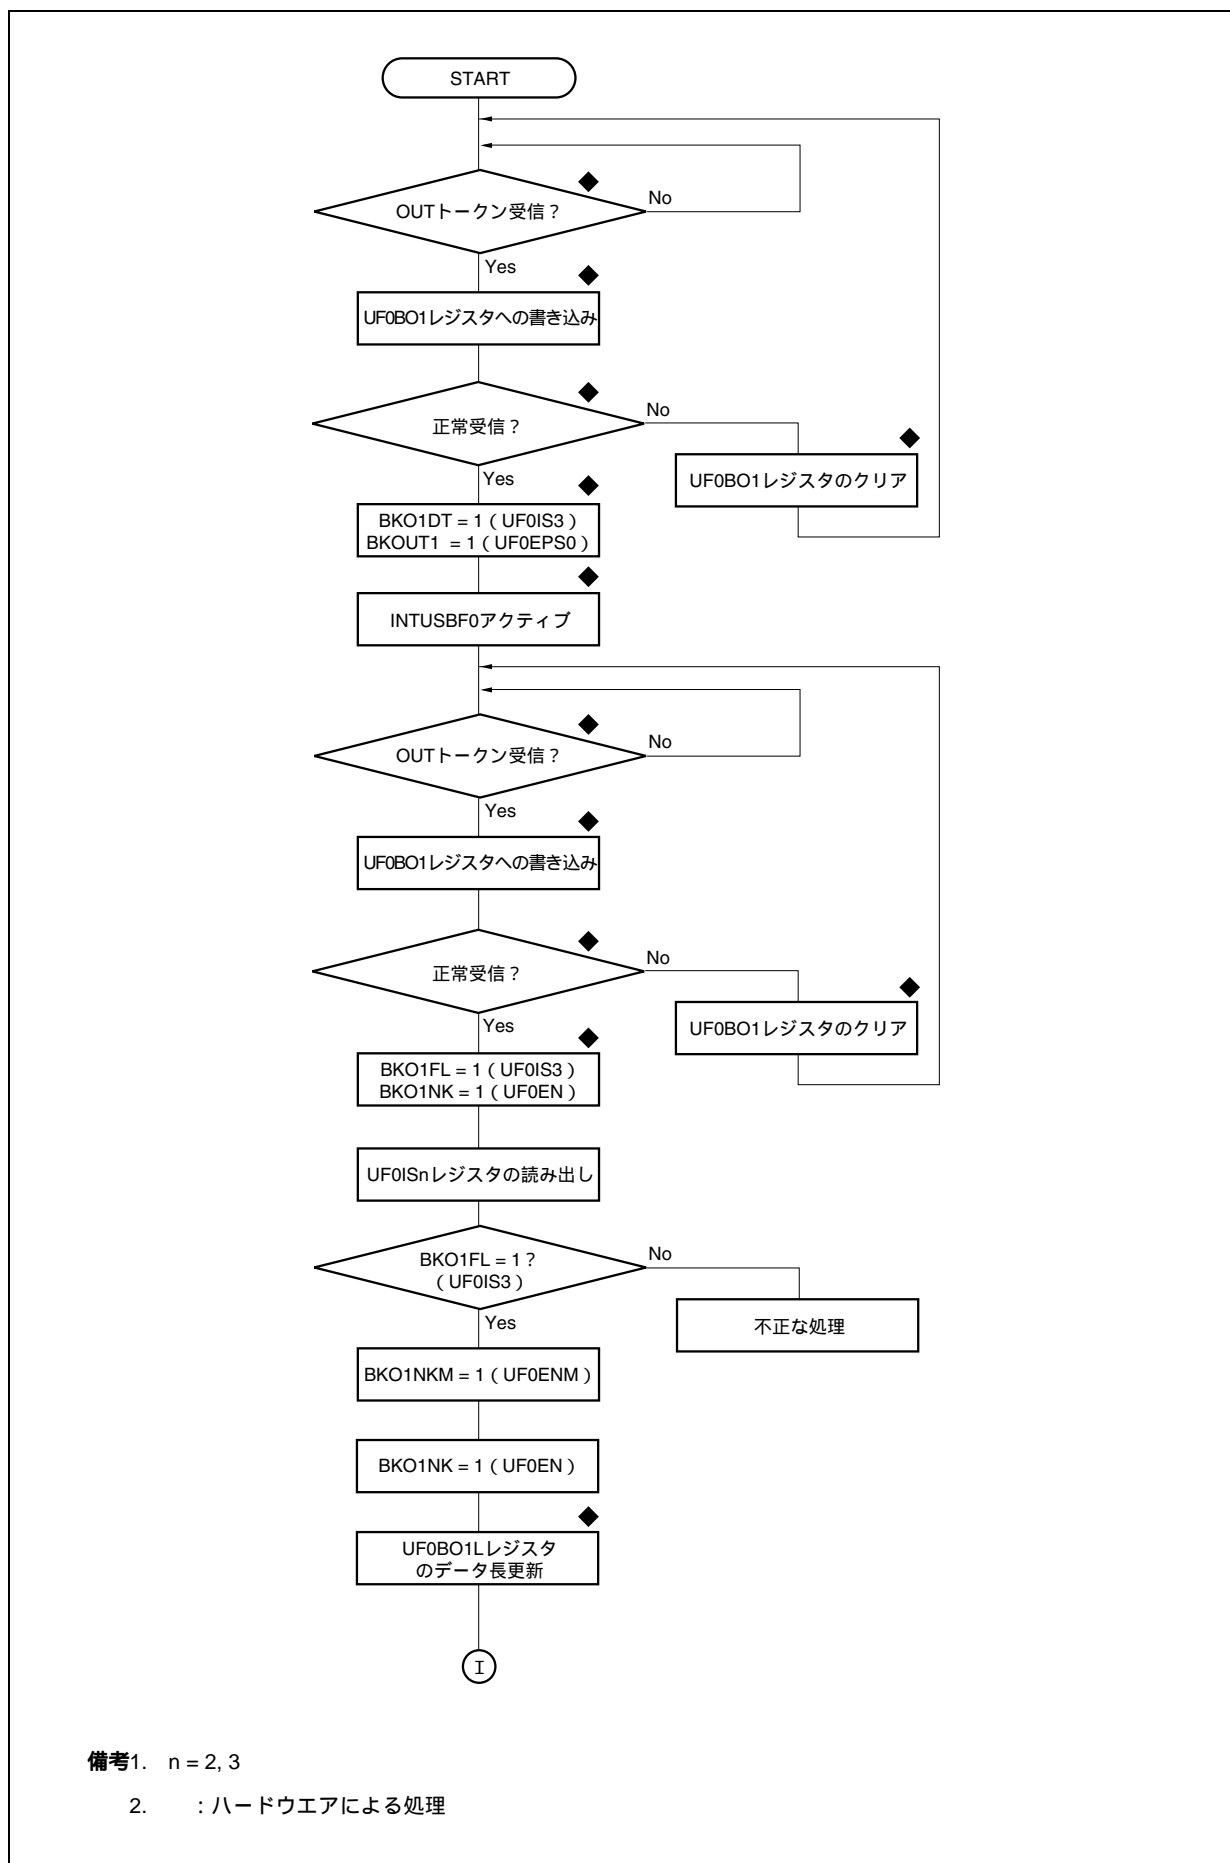 START
OUTトークン受信？
No
Yes
UF0BO1レジスタへの書き込み
正常受信？
No
Yes
UF0BO1レジスタのクリア
BKO1DT = 1 ( UF0IS3 )
BKOUT1 = 1 ( UF0EPS0 )
INTUSBF0アクティブ
OUTトークン受信？
No
Yes
UF0BO1レジスタへの書き込み
正常受信？
No
Yes
UF0BO1レジスタのクリア
BKO1FL = 1 ( UF0IS3 )
BKO1NK = 1 ( UF0EN )
UF0ISnレジスタの読み出し
BKO1FL = 1 ?
( UF0IS3 )
No
Yes
不正な処理
BKO1NKM = 1 ( UF0ENM )
BKO1NK = 1 ( UF0EN )
UF0BO1Lレジスタ
のデータ長更新
I
備考1. n = 2, 3
2. ：ハードウエアによる処理